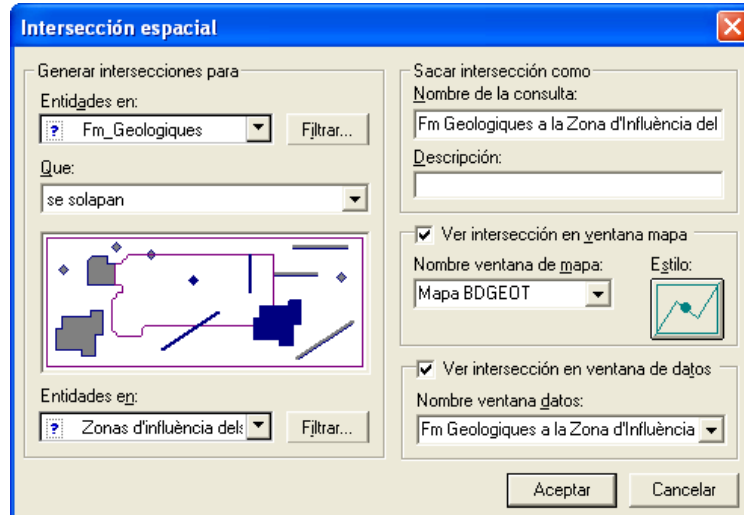 Intersección espacial
Generar intersecciones para
Entidades en:
? Fm_Geologiques
Filtrar...
Que:
se solapan
Entidades en:
? Zonas d'influència dels
Filtrar...
Sacar intersección como
Nombre de la consulta:
Fm Geologiques a la Zona d'Influència del
Descripción:
Ver intersección en ventana mapa
Nombre ventana de mapa:
Estilo:
Mapa BDGEOT
Ver intersección en ventana de datos
Nombre ventana datos:
Fm Geologiques a la Zona d'Influència
Aceptar
Cancelar